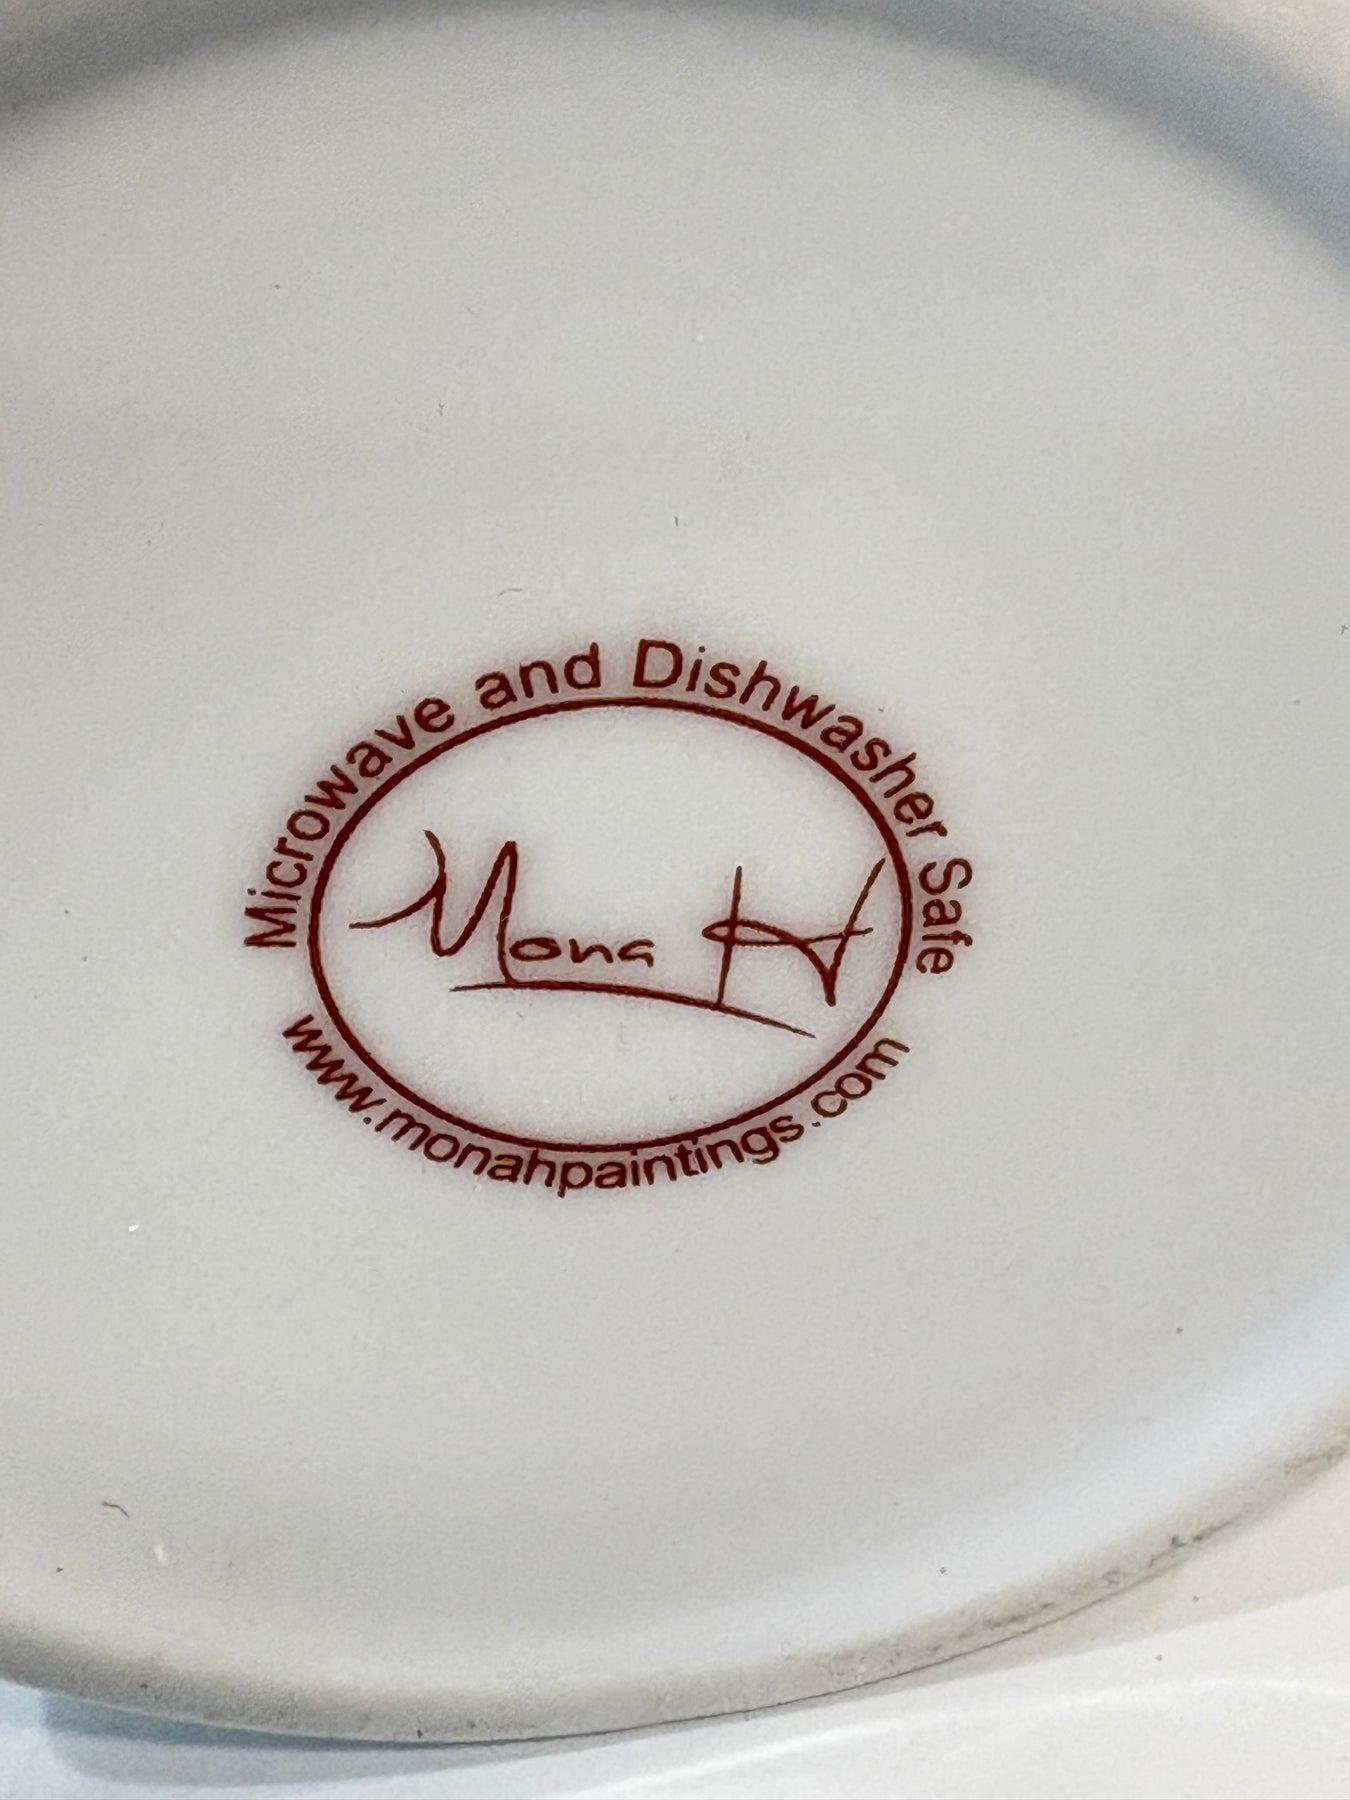 Microwave and Dishwasher Safe
Mona H
www.monahpaintings.com